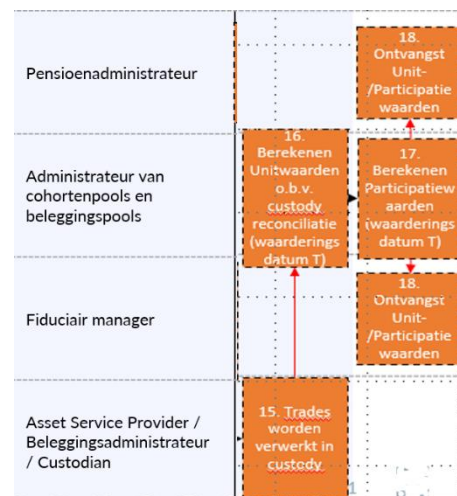 Pensioenadministrateur
18.
Ontvangst
Unit-
/Participatie
waarden
Administrateur van
cohortenpools en
beleggingspools
16.
Berekenen
Unitwaarden
o.b.v.
custody
reconciliatie
(waarderings
datum T)
17.
Berekenen
Participatiew
aarden
(waarderings
datum T)
Fiduciair manager
18.
Ontvangst
Unit-
/Participatie
waarden
Asset Service Provider /
Beleggingsadministrateur
/ Custodian
15. Trades
worden
verwerkt in
custody
1